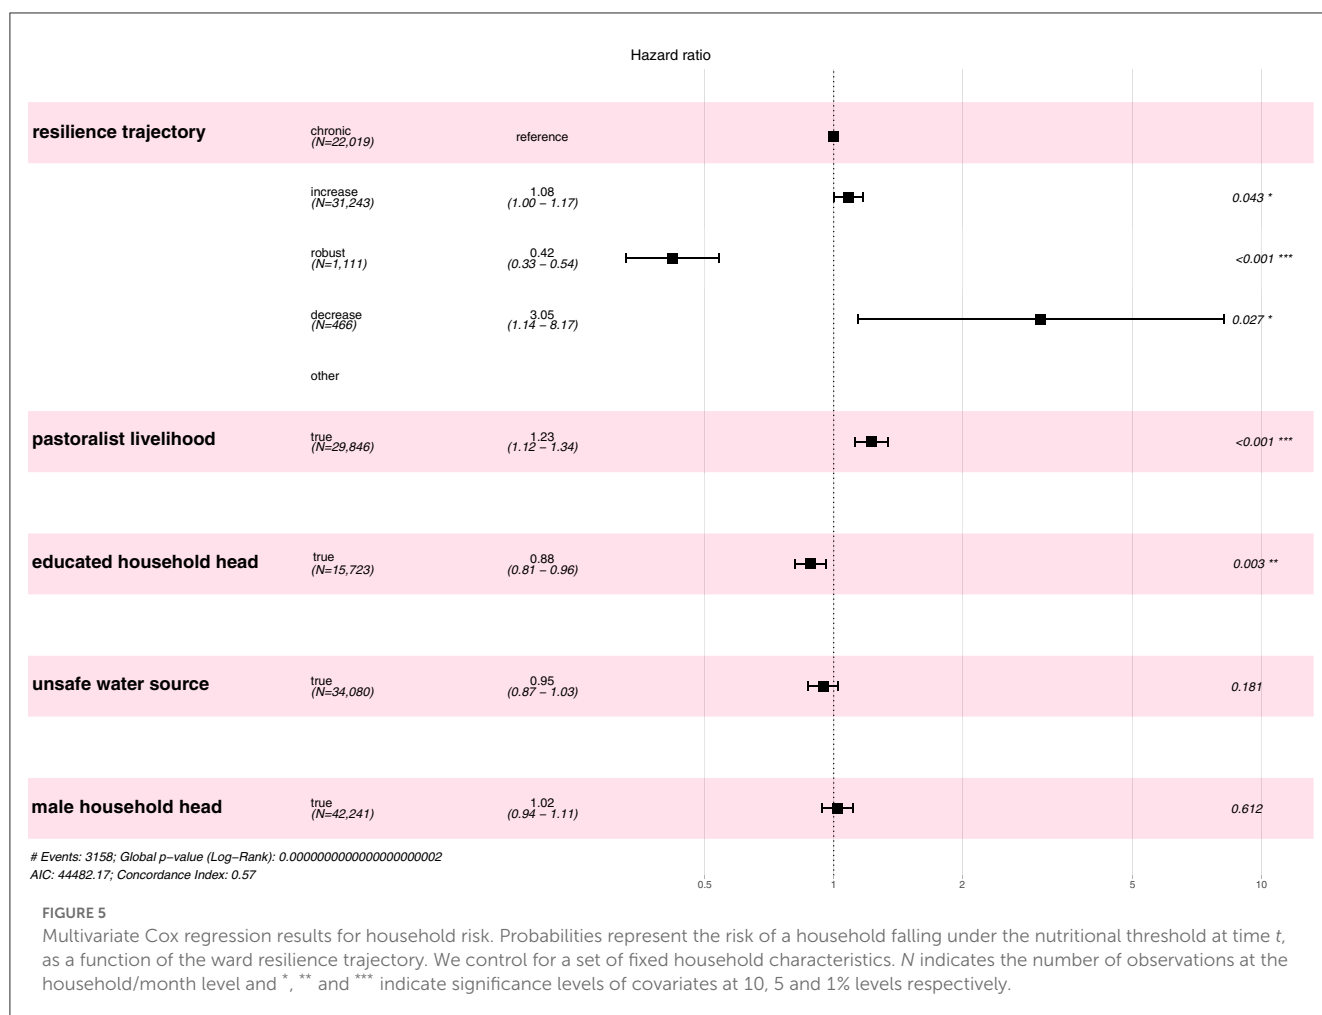 Hazard ratio
resilience trajectory chronic (N=22,019) reference
increase (N=31,243) 1.08 (1.00 − 1.17) 0.043 *
robust (N=1,111) 0.42 (0.33 − 0.54) <0.001 ***
decrease (N=466) 3.05 (1.14 − 8.17) 0.027 *
other
pastoralist livelihood true (N=29,846) 1.23 (1.12 − 1.34) <0.001 ***
educated household head true (N=15,723) 0.88 (0.81 − 0.96) 0.003 **
unsafe water source true (N=34,080) 0.95 (0.87 − 1.03) 0.181
male household head true (N=42,241) 1.02 (0.94 − 1.11) 0.612
# Events: 3158; Global p−value (Log−Rank): 0.0000000000000000000002
AIC: 44482.17; Concordance Index: 0.57
0.5 1 2 5 10
FIGURE 5
Multivariate Cox regression results for household risk. Probabilities represent the risk of a household falling under the nutritional threshold at time t,
as a function of the ward resilience trajectory. We control for a set of fixed household characteristics. N indicates the number of observations at the
household/month level and *, ** and *** indicate significance levels of covariates at 10, 5 and 1% levels respectively.